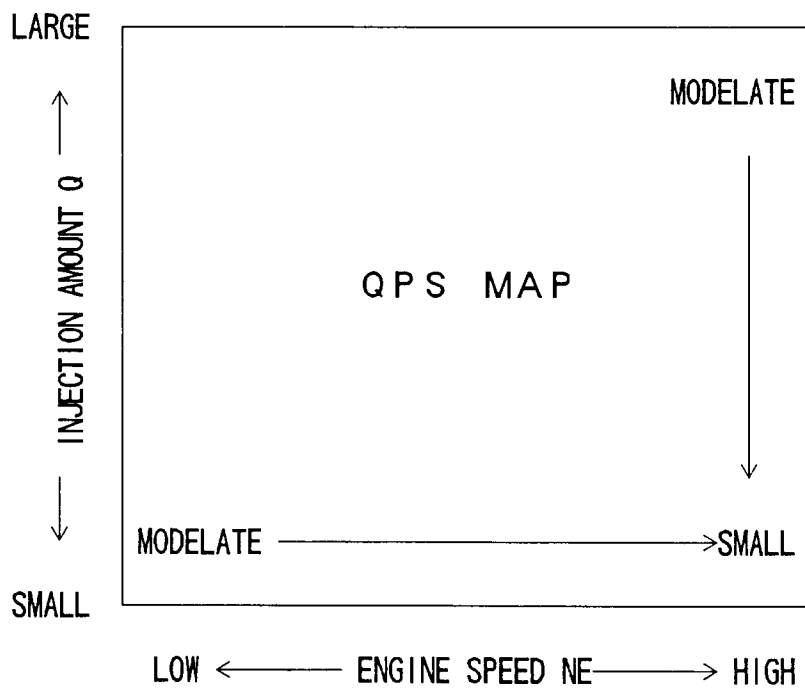 LARGE
MODELATE
INJECTION AMOUNT Q
QPS MAP
MODELATE
SMALL
SMALL
LOW
ENGINE SPEED NE
HIGH